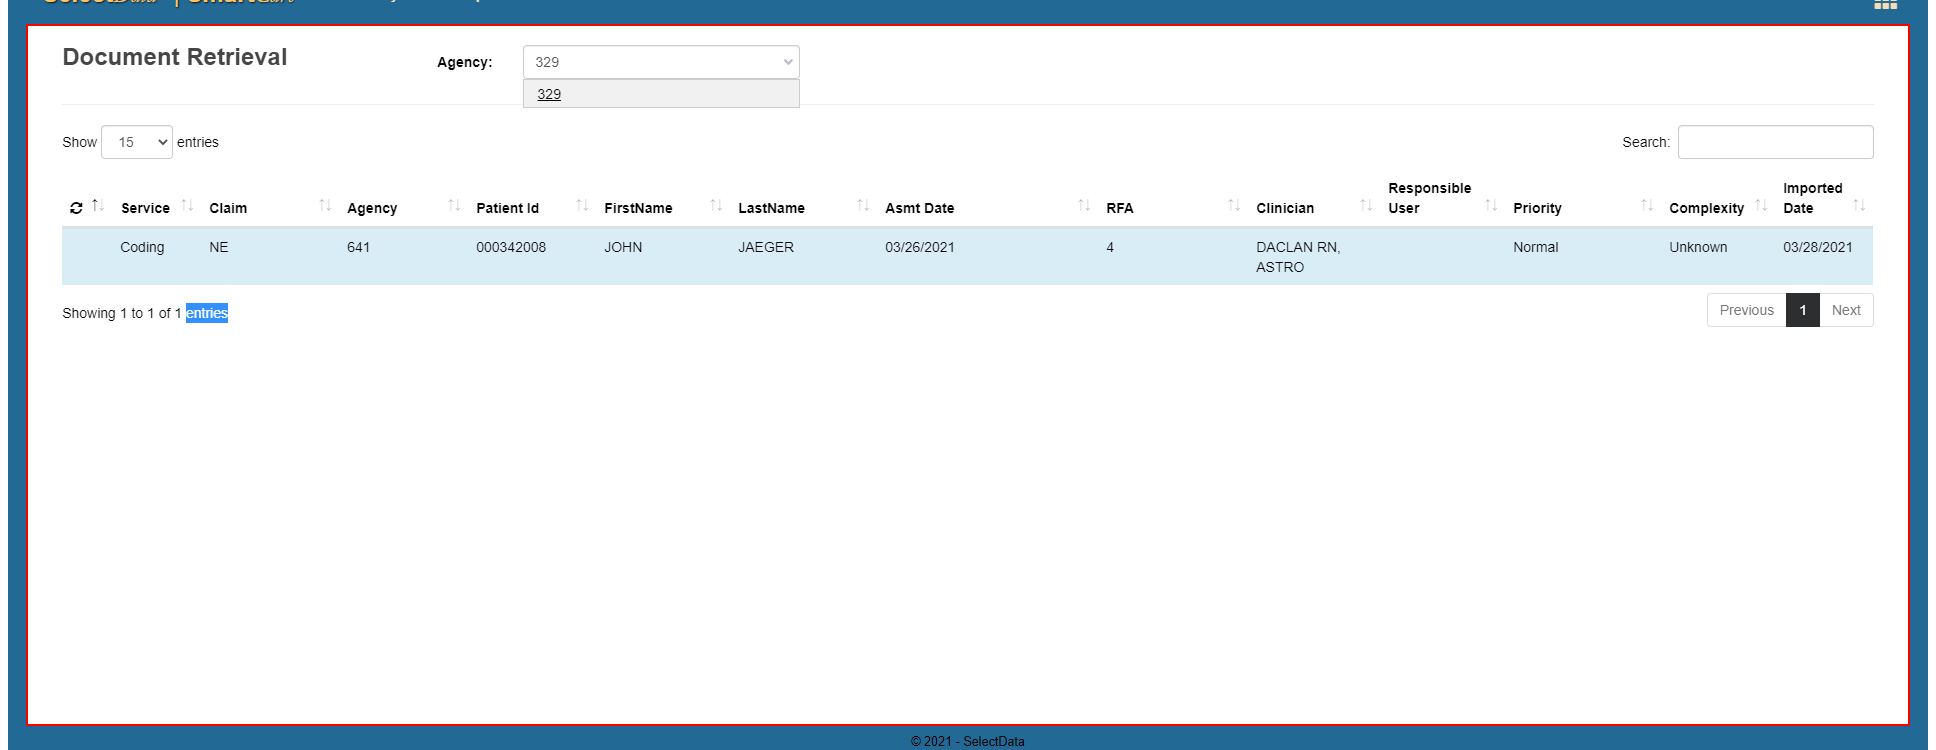 SelectData | SmartCare
Document Retrieval
Agency: 329
329
Show 15 entries
Search:
Service Claim Agency Patient Id FirstName LastName Asmt Date RFA Clinician Responsible User Priority Complexity Imported Date
Coding NE 641 000342008 JOHN JAEGER 03/26/2021 4 DACLAN RN, ASTRO Normal Unknown 03/28/2021
Showing 1 to 1 of 1 entries
Previous 1 Next
© 2021 - SelectData